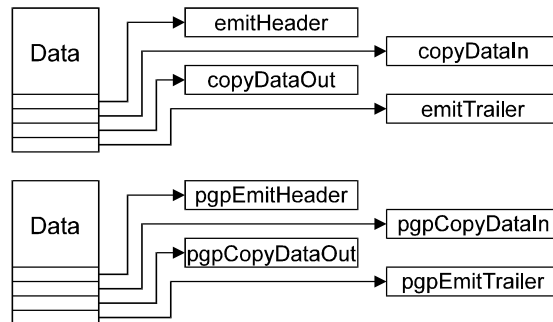 emitHeader
Data
copyDataIn
copyDataOut
emitTrailer
pgpEmitHeader
Data
pgpCopyDataIn
pgpCopyDataOut
pgpEmitTrailer